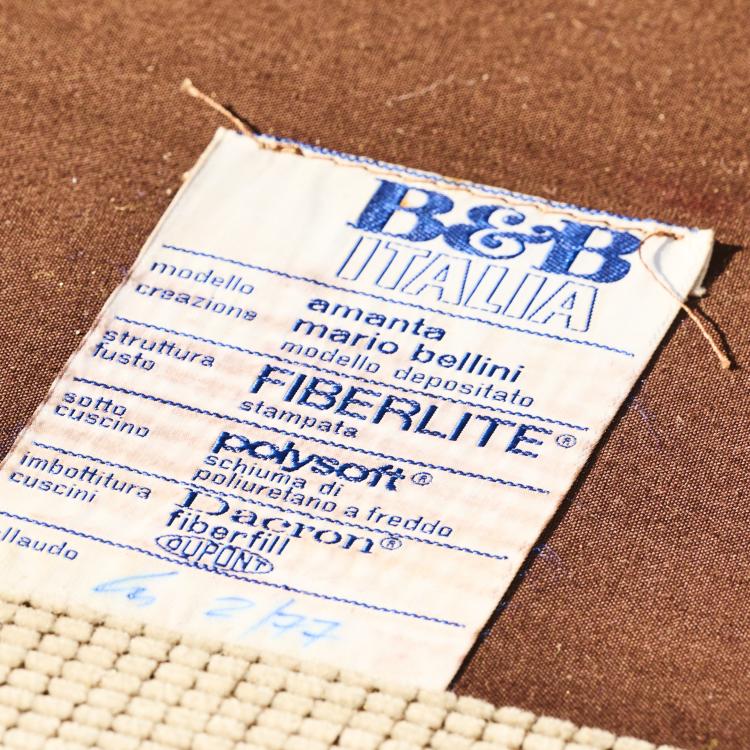 B&B
ITALIA
modello amanta
creazione mario bellini
modello depositato
struttura FIBERLITE®
fusto stampata
sotto polysoft®
cuscino schiuma di
poliuretano a freddo
imbottitura Dacron®
cuscini fiberfill
DUPONT
llaudo 2/77